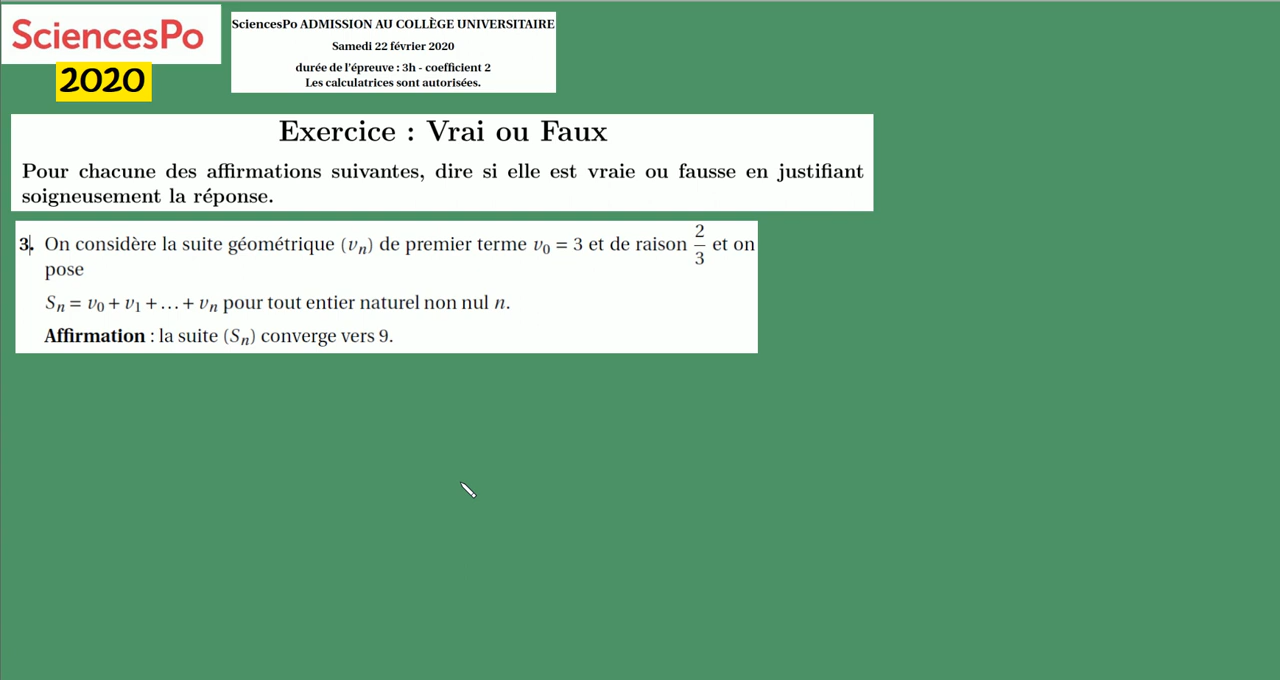 SciencesPo
2020
SciencesPo ADMISSION AU COLLÈGE UNIVERSITAIRE
Samedi 22 février 2020
durée de l'épreuve : 3h - coefficient 2
Les calculatrices sont autorisées.
Exercice : Vrai ou Faux
Pour chacune des affirmations suivantes, dire si elle est vraie ou fausse en justifiant
soigneusement la réponse.
3. On considère la suite géométrique (vₙ) de premier terme v₀ = 3 et de raison 2/3 et on
pose
Sₙ = v₀ + v₁ + … + vₙ pour tout entier naturel non nul n.
Affirmation : la suite (Sₙ) converge vers 9.